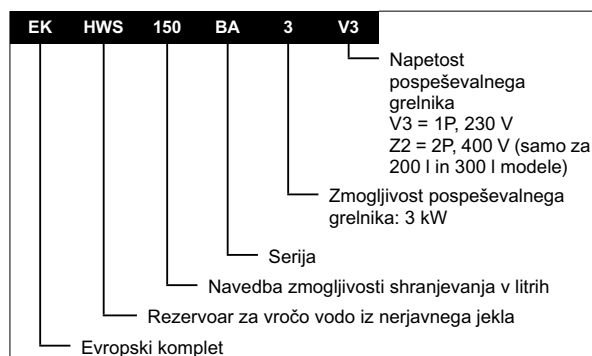 EK HWS 150 BA 3 V3
Napetost
pospeševalnega
grelnika
V3 = 1P, 230 V
Z2 = 2P, 400 V (samo za
200 l in 300 l modele)
Zmogljivost pospeševalnega
grelnika: 3 kW
Serija
Navedba zmogljivosti shranjevanja v litrih
Rezervoar za vročo vodo iz nerjavnega jekla
Evropski komplet